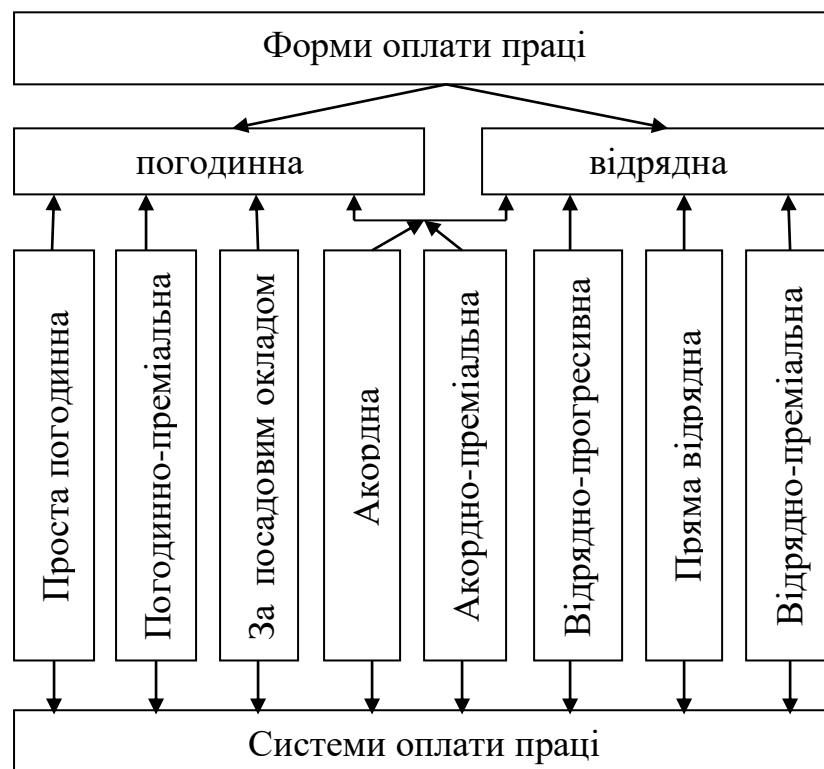 Форми оплати праці
погодинна
відрядна
Проста погодинна
Погодинно-преміальна
За посадовим окладом
Акордна
Акордно-преміальна
Відрядно-прогресивна
Пряма відрядна
Відрядно-преміальна
Системи оплати праці